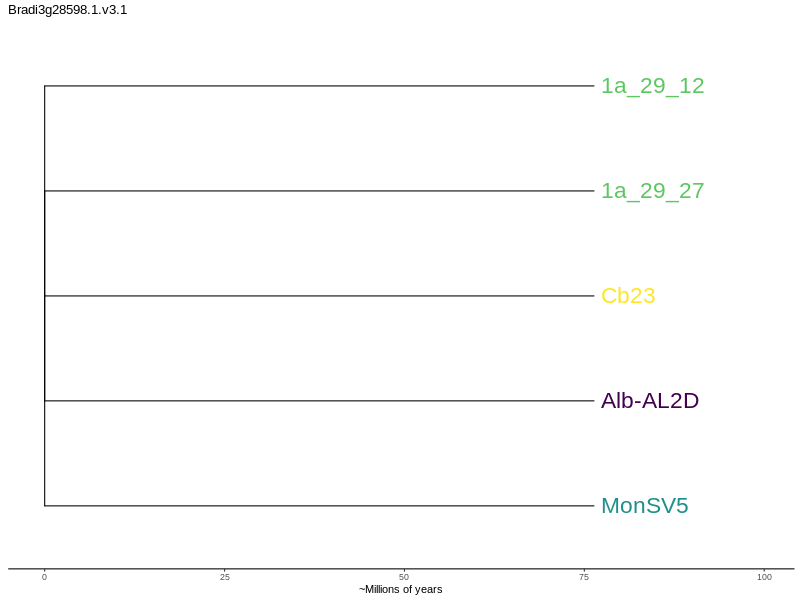 Bradi3g28598.1.v3.1
1a_29_12
1a_29_27
Cb23
Alb-AL2D
MonSV5
0 25 50 75 100
~Millions of years